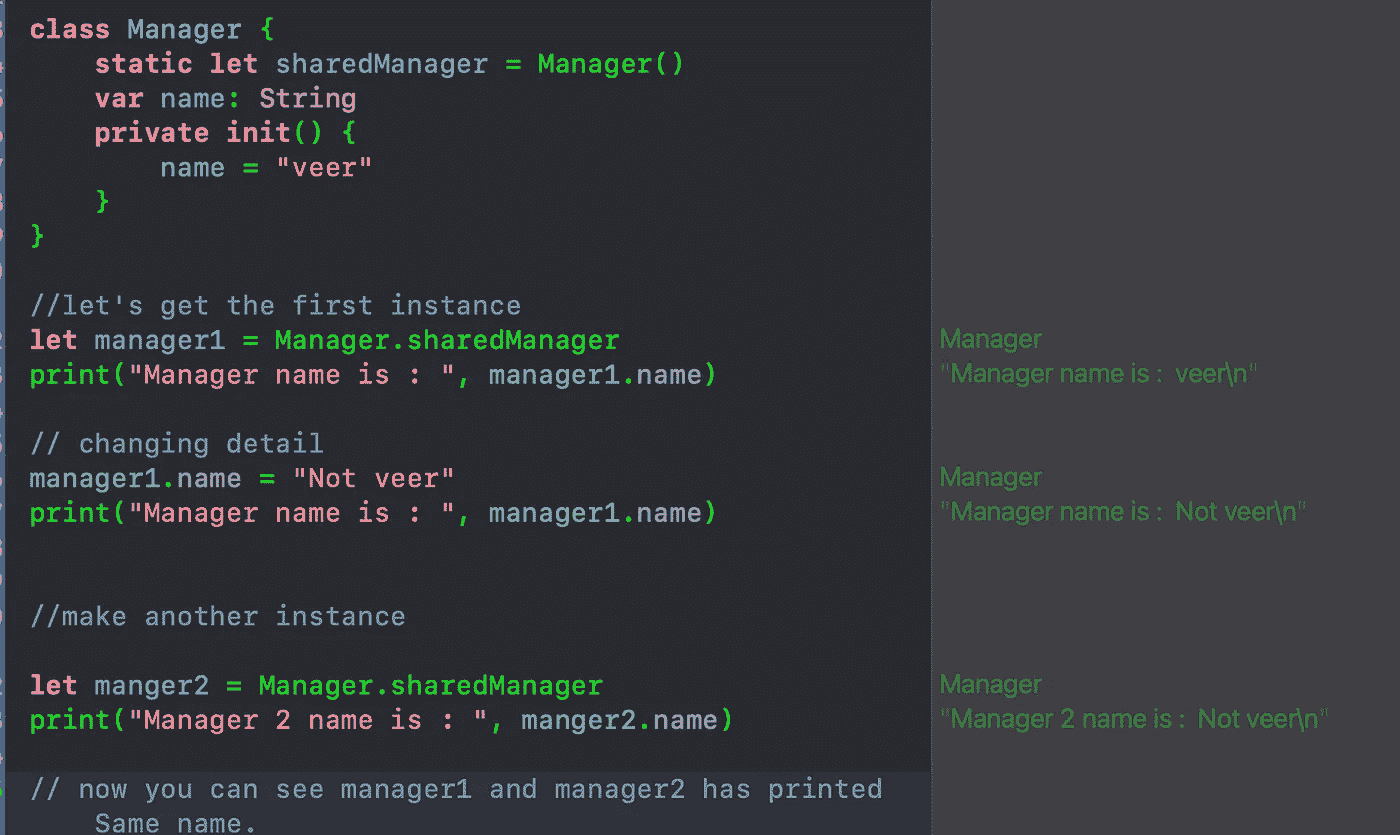 class Manager {
    static let sharedManager = Manager()
    var name: String
    private init() {
        name = "veer"
    }
}
//let's get the first instance
let manager1 = Manager.sharedManager
Manager
print("Manager name is : ", manager1.name)
"Manager name is :  veer\n"
// changing detail
manager1.name = "Not veer"
Manager
print("Manager name is : ", manager1.name)
"Manager name is :  Not veer\n"
//make another instance
let manger2 = Manager.sharedManager
Manager
print("Manager 2 name is : ", manger2.name)
"Manager 2 name is :  Not veer\n"
// now you can see manager1 and manager2 has printed
    Same name.